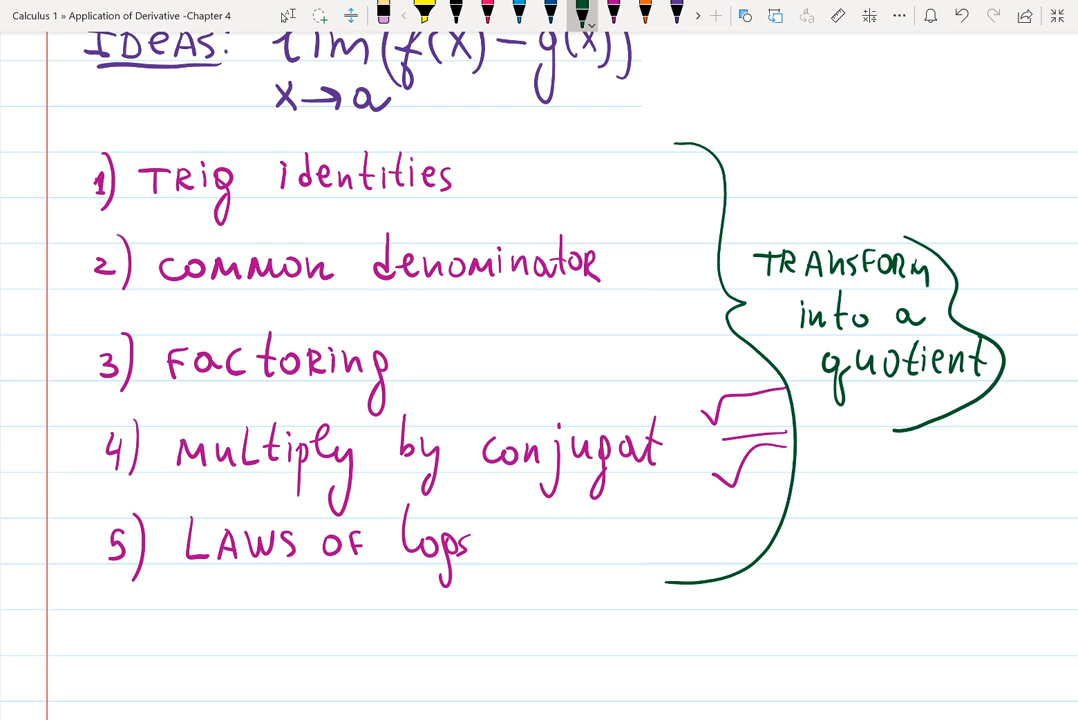 Calculus 1 » Application of Derivative -Chapter 4
IDeAs: lim (f(x) - g(x))
x → a
1) TRig identities
2) common denominator
3) Factoring
4) Multiply by conjugat √ — √
5) LAWS OF Logs
TRAnsFORm
into a
quotient